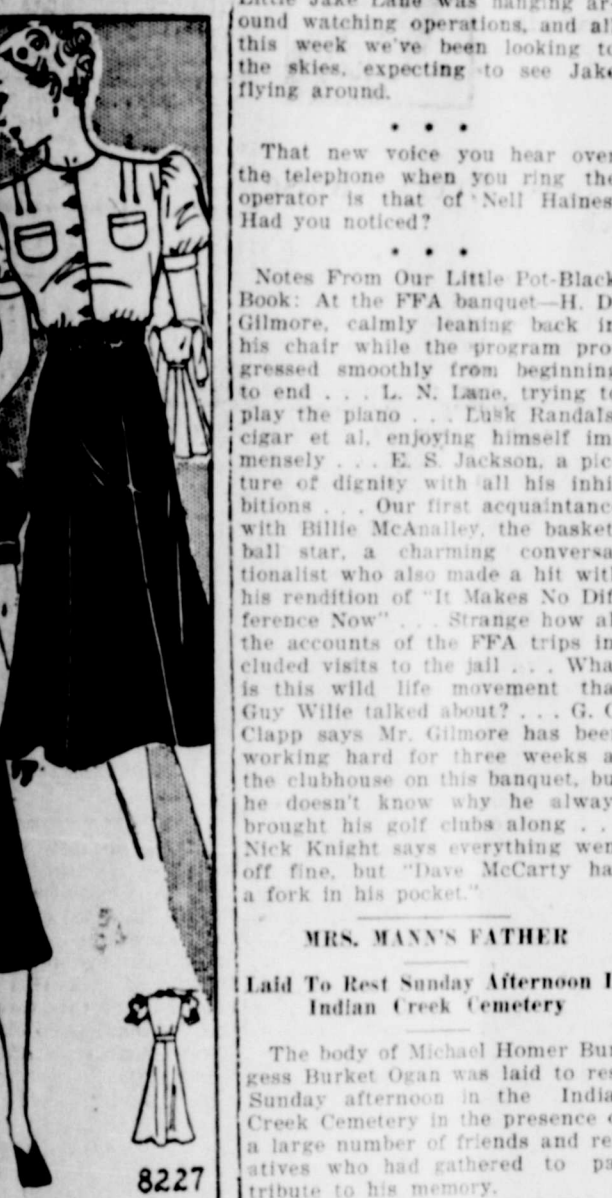 Little Jake Lane was hanging ar-
ound watching operations, and al
this week we've been looking to
the skies, expecting to see Jake
flying around.
• • •
That new voice you hear over
the telephone when you ring the
operator is that of Nell Haines
Had you noticed?
• • •
Notes From Our Little Pot-Black
Book: At the FFA banquet—H. D
Gilmore, calmly leaning back in
his chair while the program pro
gressed smoothly from beginning
to end . . . L. N. Lane, trying to
play the piano . . . Lusk Randals
cigar et al, enjoying himself im
mensely . . . E. S. Jackson, a pic
ture of dignity with all his inhi
bitions . . . Our first acquaintanc
with Billie McAnalley, the basket
ball star, a charming conversa
tionalist who also made a hit with
his rendition of "It Makes No Dif
ference Now" . . . Strange how al
the accounts of the FFA trips in
cluded visits to the jail . . . Wha
is this wild life movement tha
Guy Wilie talked about? . . . G. C
Clapp says Mr. Gilmore has bee
working hard for three weeks a
the clubhouse on this banquet, bu
he doesn't know why he alway
brought his golf clubs along . .
Nick Knight says everything wen
off fine, but "Dave McCarty ha
a fork in his pocket."
MRS. MANN'S FATHER
Laid To Rest Sunday Afternoon I
Indian Creek Cemetery
The body of Michael Homer Bur
gess Burket Ogan was laid to res
Sunday afternoon in the India
Creek Cemetery in the presence o
a large number of friends and re
atives who had gathered to pa
tribute to his memory.
8227